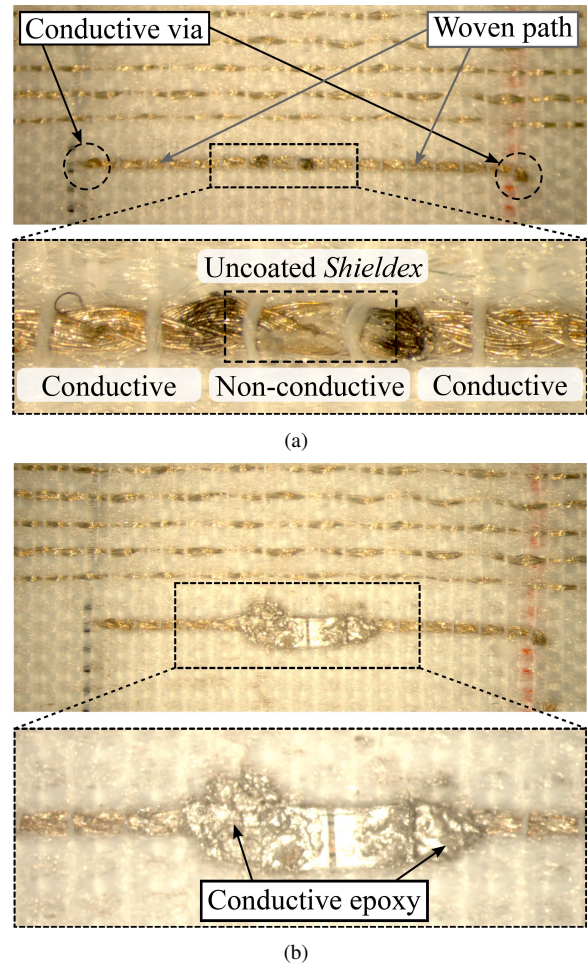 Conductive via
Woven path
Uncoated Shieldex
Conductive
Non-conductive
Conductive
(a)
Conductive epoxy
(b)